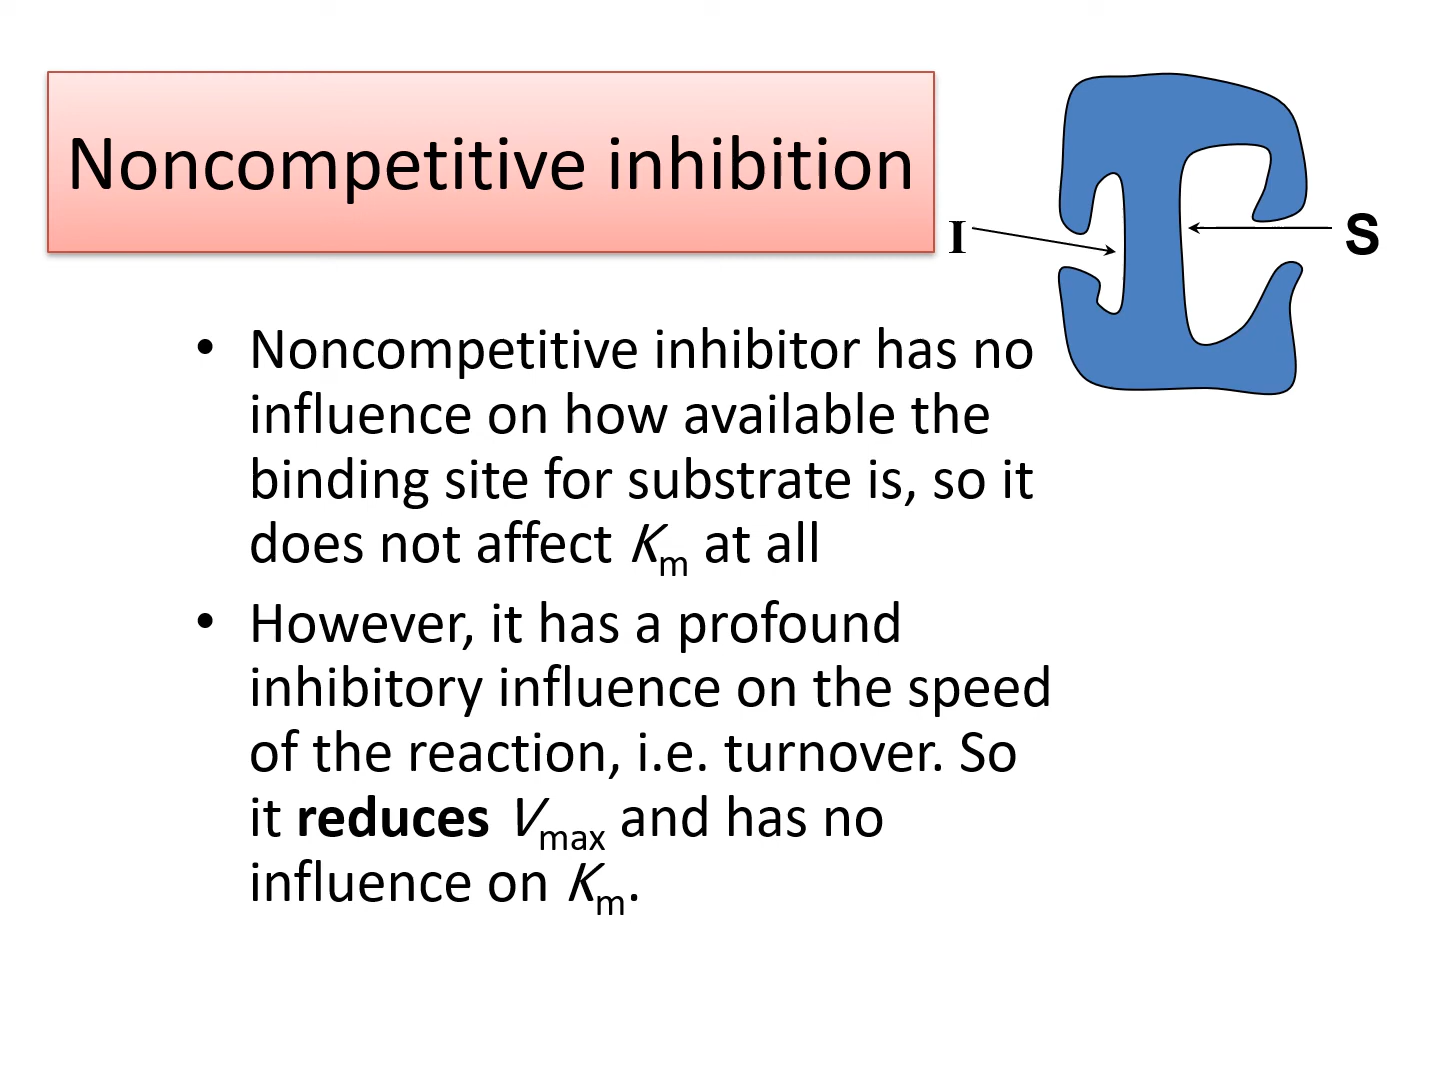 Noncompetitive inhibition
I
S
• Noncompetitive inhibitor has no
influence on how available the
binding site for substrate is, so it
does not affect Km at all
• However, it has a profound
inhibitory influence on the speed
of the reaction, i.e. turnover. So
it reduces Vmax and has no
influence on Km.